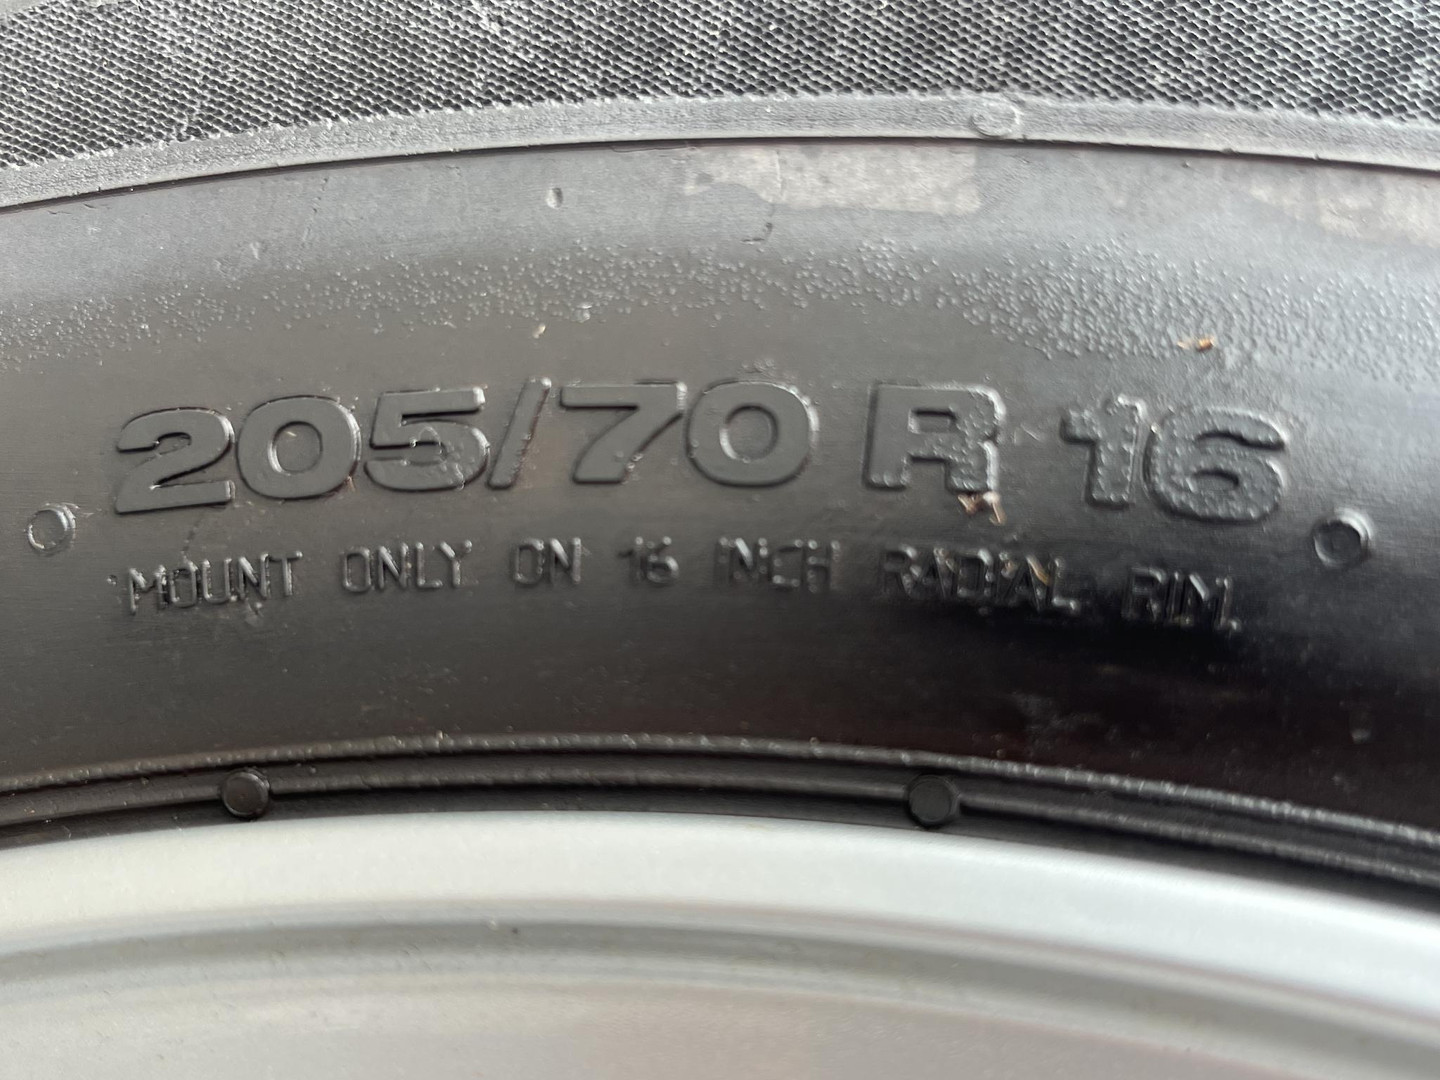 205/70 R 16
MOUNT ONLY ON 16 INCH RADIAL RIM.